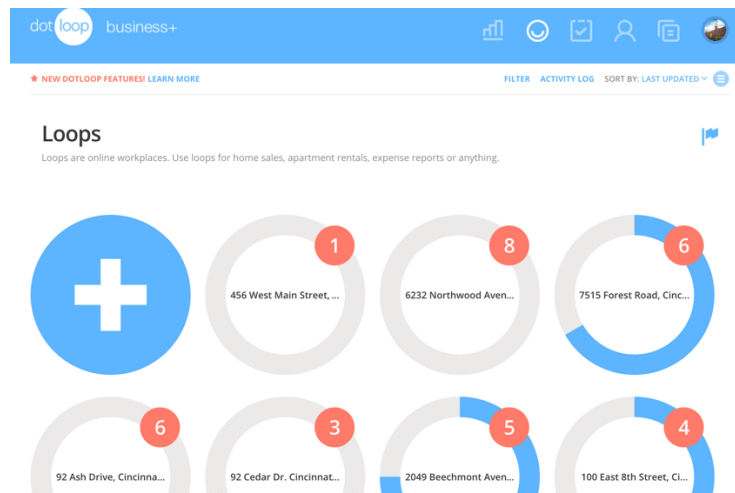 dotloop business+
★ NEW DOTLOOP FEATURES! LEARN MORE FILTER ACTIVITY LOG SORT BY: LAST UPDATED
Loops
Loops are online workplaces. Use loops for home sales, apartment rentals, expense reports or anything.
1
8
6
456 West Main Street, ...
6232 Northwood Aven...
7515 Forest Road, Cinc...
6
3
5
4
92 Ash Drive, Cincinna...
92 Cedar Dr. Cincinnat...
2049 Beechmont Aven...
100 East 8th Street, Ci...